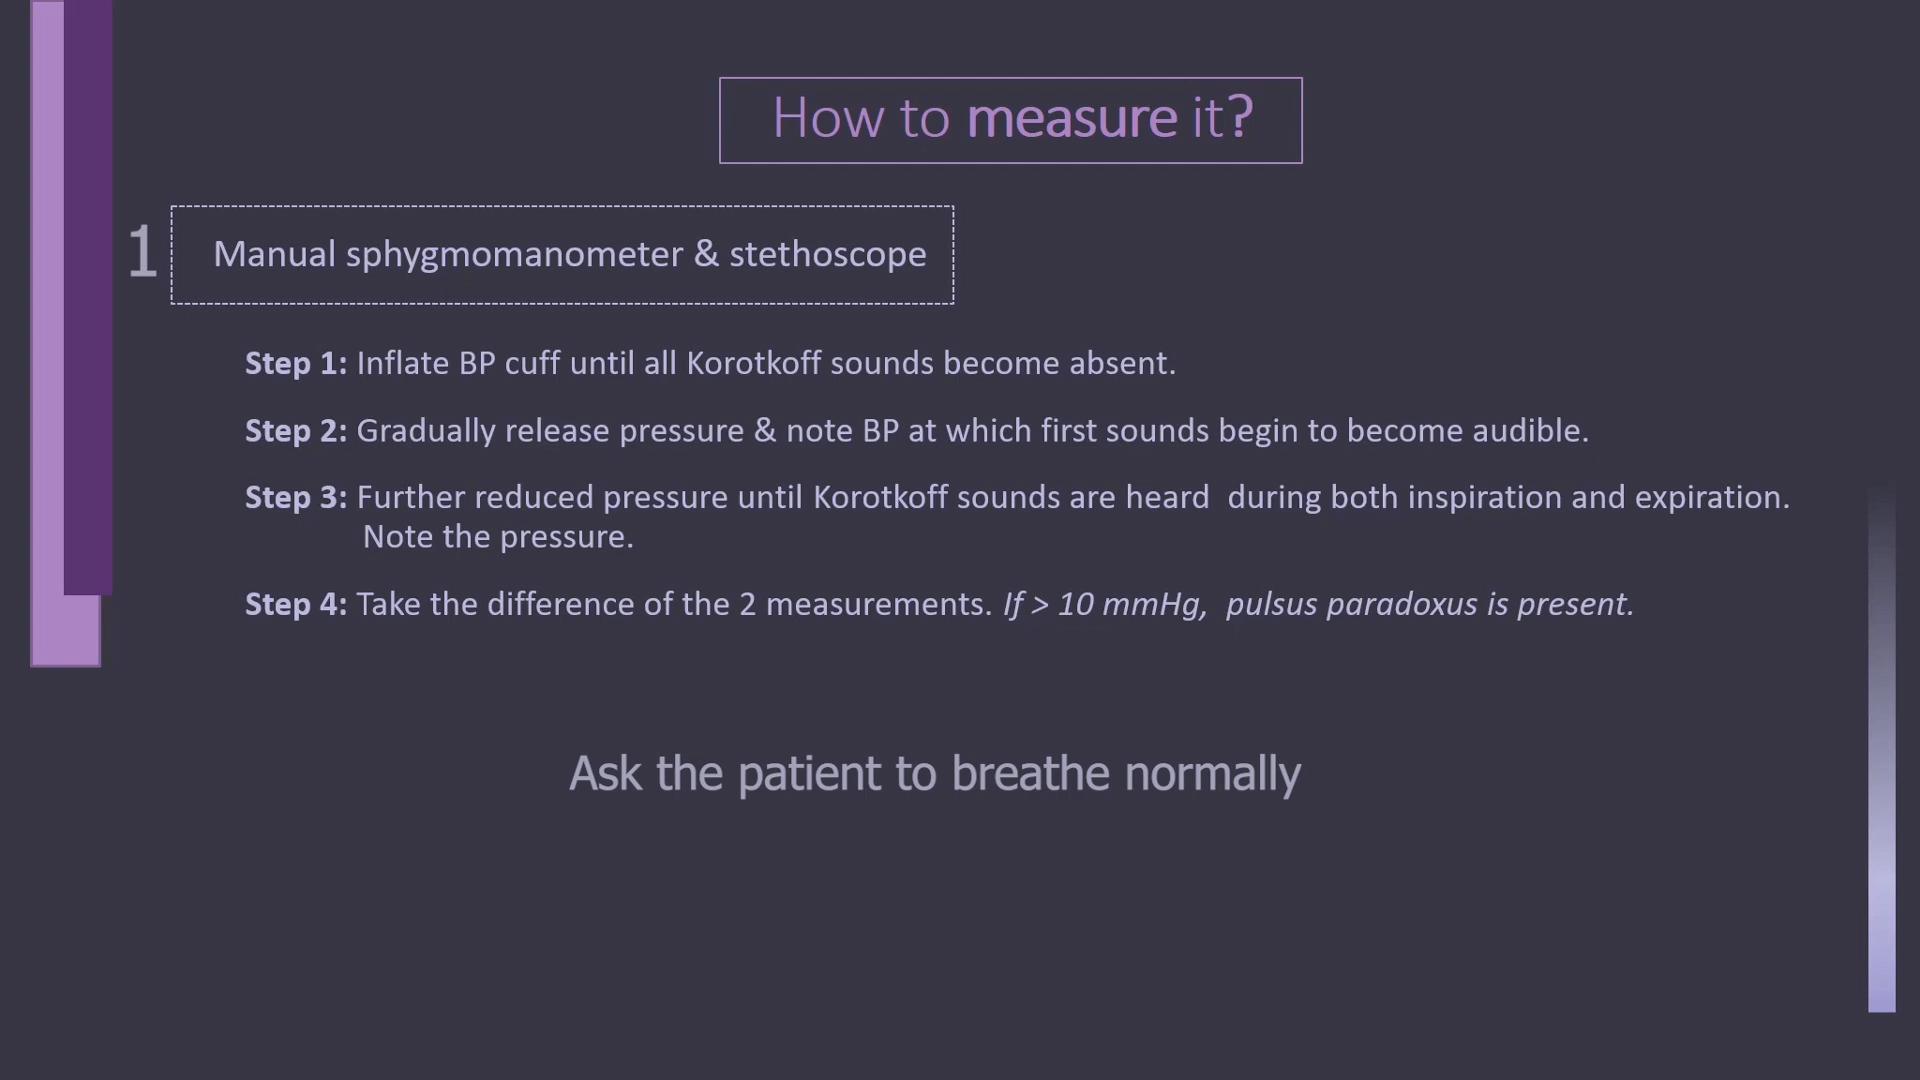 How to measure it?
1
Manual sphygmomanometer & stethoscope
Step 1: Inflate BP cuff until all Korotkoff sounds become absent.
Step 2: Gradually release pressure & note BP at which first sounds begin to become audible.
Step 3: Further reduced pressure until Korotkoff sounds are heard  during both inspiration and expiration.
Note the pressure.
Step 4: Take the difference of the 2 measurements. If > 10 mmHg,  pulsus paradoxus is present.
Ask the patient to breathe normally